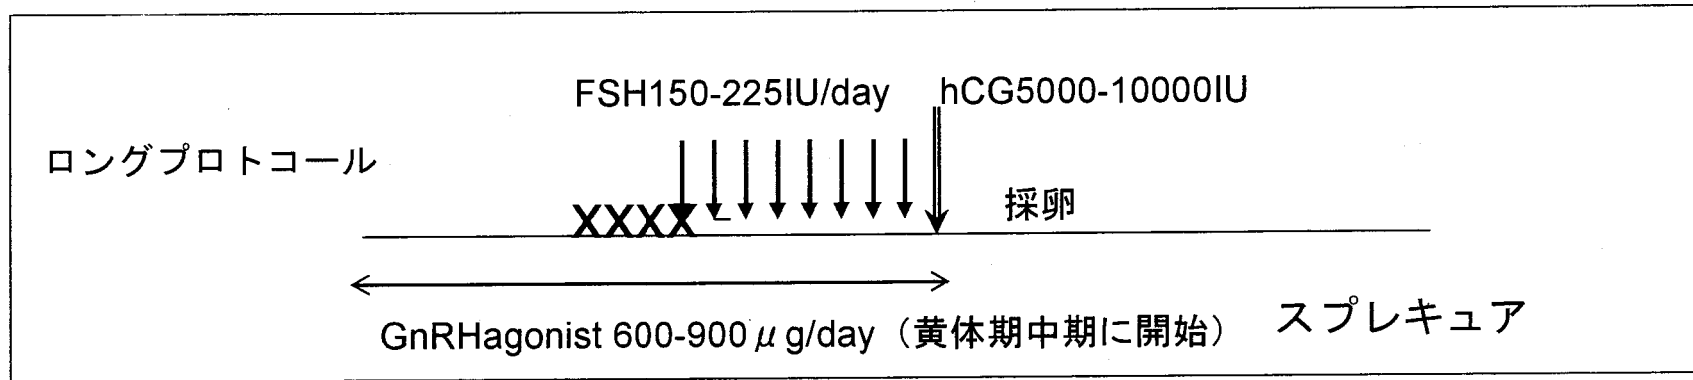 FSH150-225IU/day hCG5000-10000IU
ロングプロトコール
XXXX 採卵
GnRHagonist 600-900μg/day（黄体期中期に開始） スプレキュア